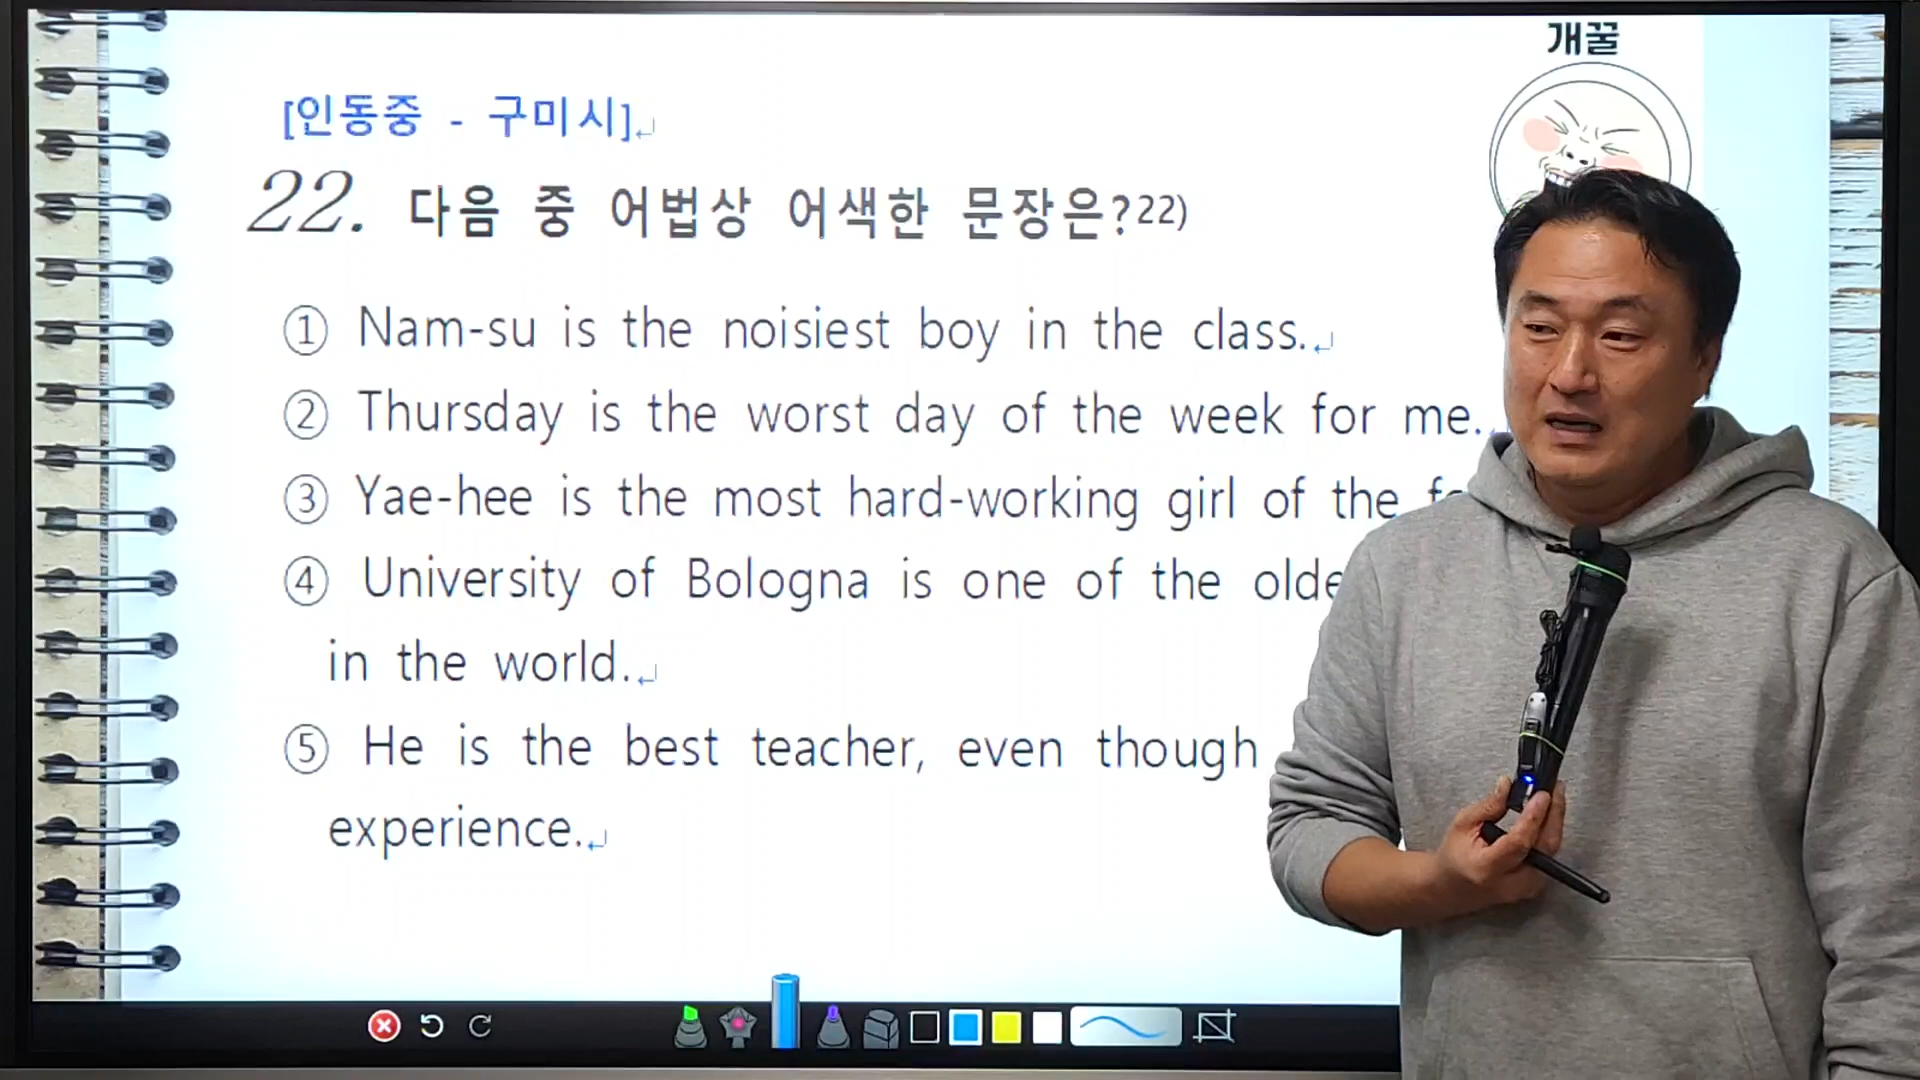 개꿀
[인동중 - 구미시]
22. 다음 중 어법상 어색한 문장은?22)
① Nam-su is the noisiest boy in the class.
② Thursday is the worst day of the week for me.
③ Yae-hee is the most hard-working girl of the
④ University of Bologna is one of the
in the world.
⑤ He is the best teacher, even though
experience.